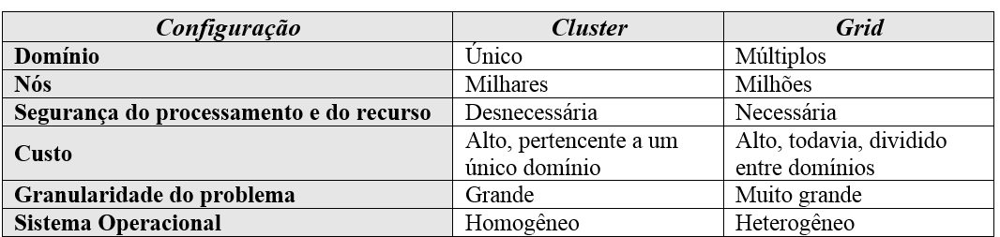 Configuração Cluster Grid
Domínio Único Múltiplos
Nós Milhares Milhões
Segurança do processamento e do recurso Desnecessária Necessária
Custo Alto, pertencente a um único domínio Alto, todavia, dividido entre domínios
Granularidade do problema Grande Muito grande
Sistema Operacional Homogêneo Heterogêneo